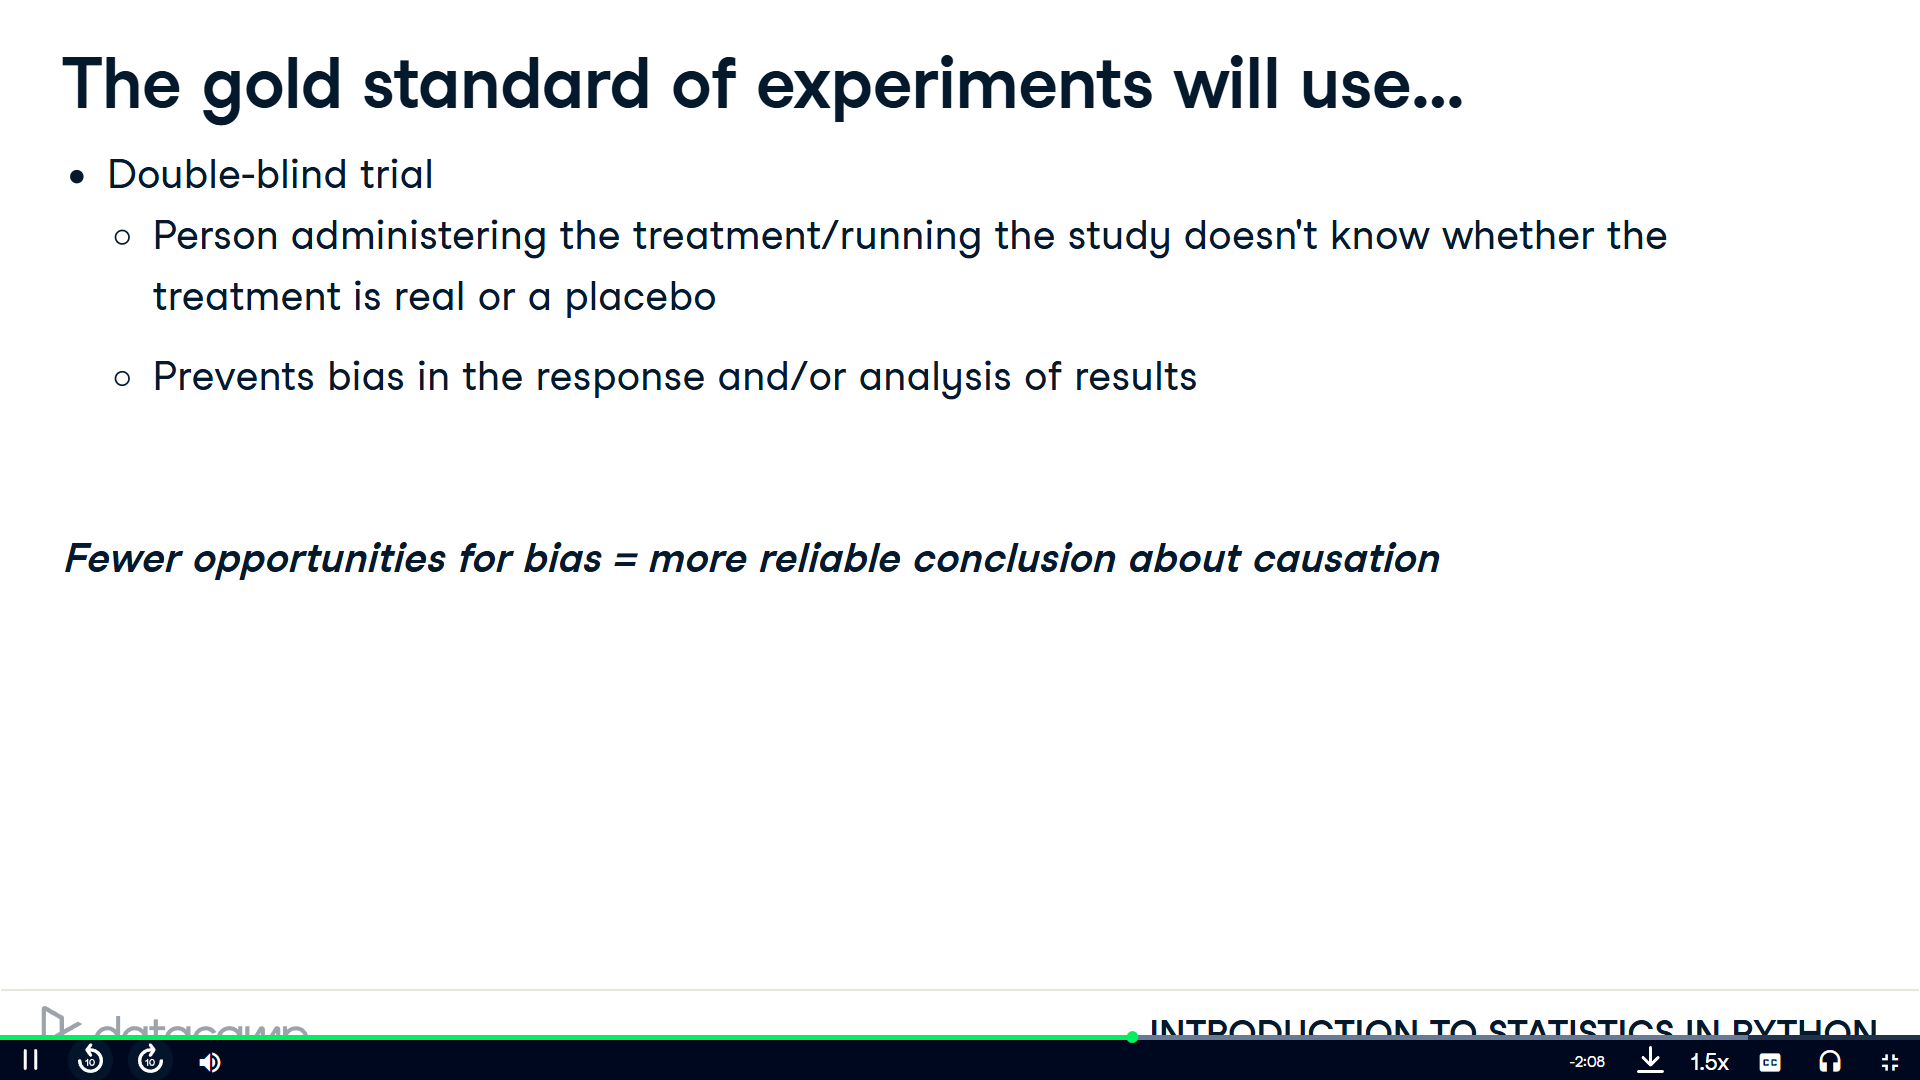 The gold standard of experiments will use...
• Double-blind trial
○ Person administering the treatment/running the study doesn't know whether the
treatment is real or a placebo
○ Prevents bias in the response and/or analysis of results
Fewer opportunities for bias = more reliable conclusion about causation
datacamp
INTRODUCTION TO STATISTICS IN PYTHON
10 10 -2:08 1.5x CC